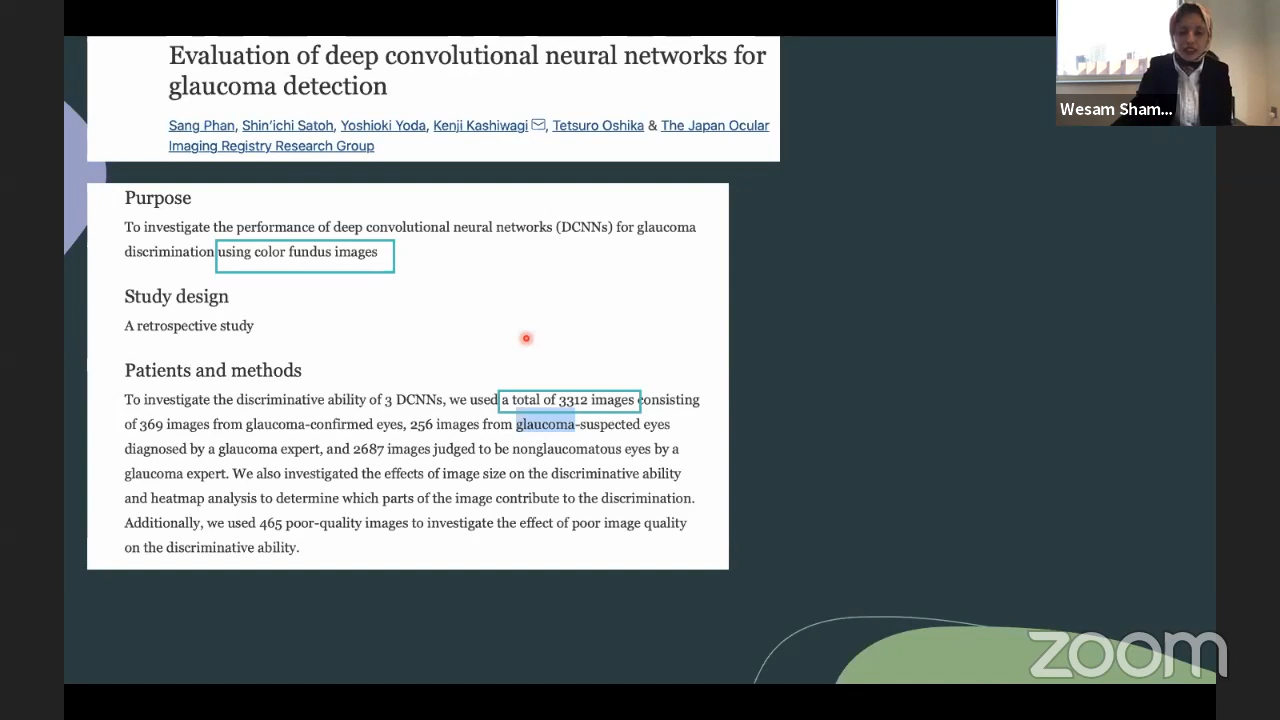 Evaluation of deep convolutional neural networks for
glaucoma detection
Sang Phan, Shin'ichi Satoh, Yoshioki Yoda, Kenji Kashiwagi, Tetsuro Oshika & The Japan Ocular
Imaging Registry Research Group
Wesam Sham...
Purpose
To investigate the performance of deep convolutional neural networks (DCNNs) for glaucoma
discrimination using color fundus images
Study design
A retrospective study
Patients and methods
To investigate the discriminative ability of 3 DCNNs, we used a total of 3312 images consisting
of 369 images from glaucoma-confirmed eyes, 256 images from glaucoma-suspected eyes
diagnosed by a glaucoma expert, and 2687 images judged to be nonglaucomatous eyes by a
glaucoma expert. We also investigated the effects of image size on the discriminative ability
and heatmap analysis to determine which parts of the image contribute to the discrimination.
Additionally, we used 465 poor-quality images to investigate the effect of poor image quality
on the discriminative ability.
zoom